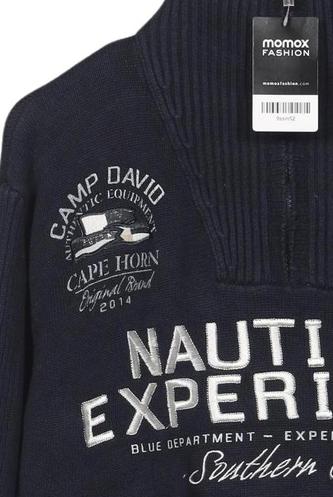 momox
FASHION
momoxfashion.com
CAMP DAVID
AUTHENTIC EQUIPMENT
CAPE HORN
Original Brand
2014
NAUTI
EXPERI
BLUE DEPARTMENT - EXPE
Southern